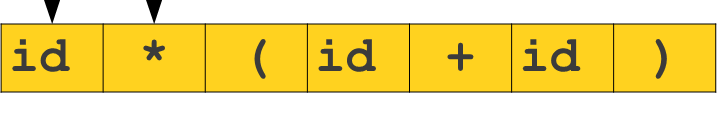 id * ( id + id )